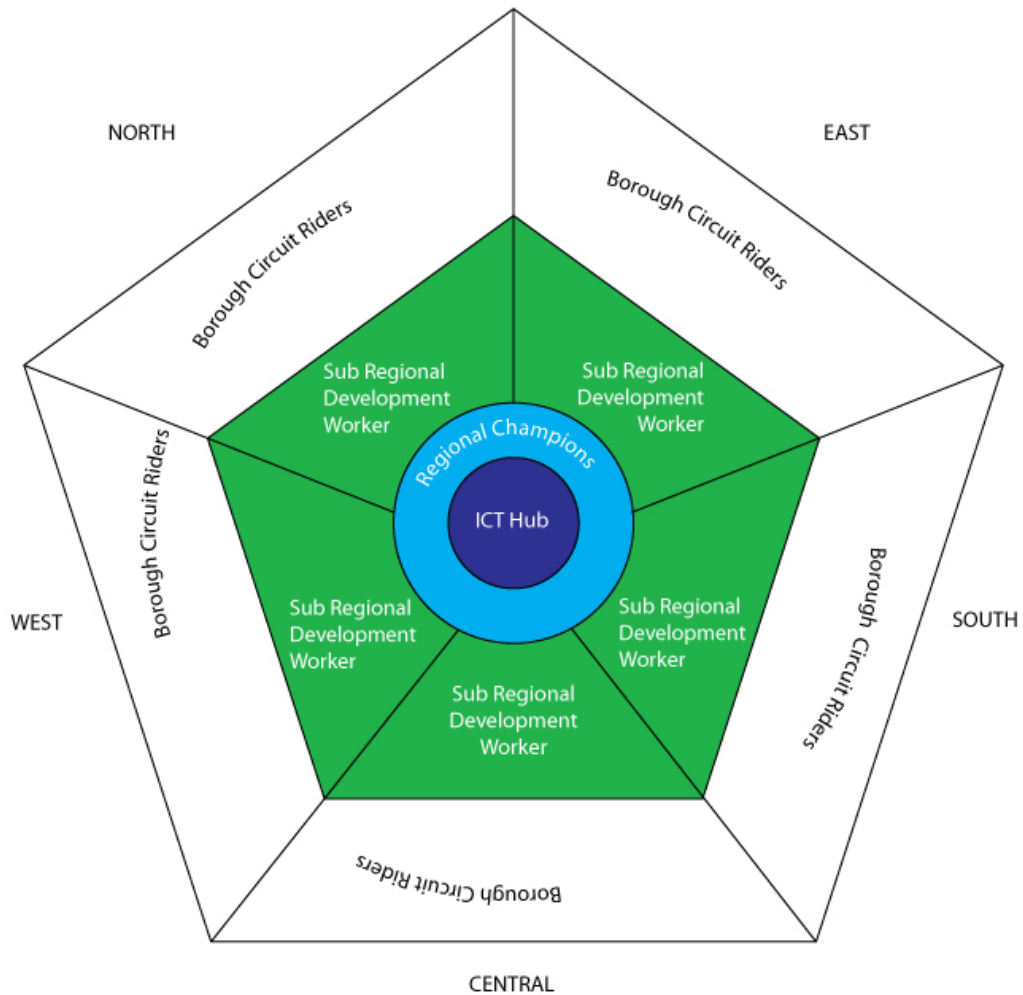 NORTH
EAST
Borough Circuit Riders
Borough Circuit Riders
Sub Regional
Development
Worker
Sub Regional
Development
Worker
Regional Champions
ICT Hub
Borough Circuit Riders
Borough Circuit Riders
WEST
SOUTH
Sub Regional
Development
Worker
Sub Regional
Development
Worker
Sub Regional
Development
Worker
Borough Circuit Riders
CENTRAL